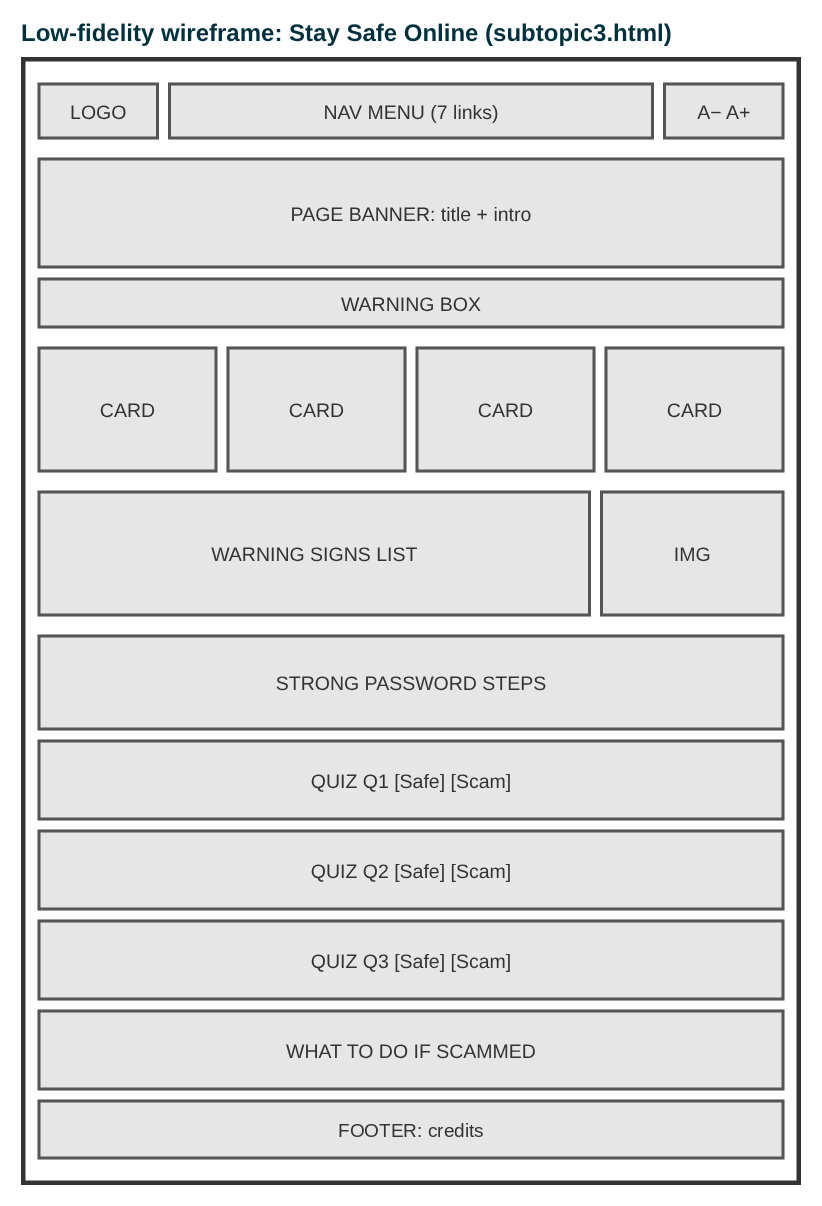 Low-fidelity wireframe: Stay Safe Online (subtopic3.html)
LOGO
NAV MENU (7 links)
A− A+
PAGE BANNER: title + intro
WARNING BOX
CARD
CARD
CARD
CARD
WARNING SIGNS LIST
IMG
STRONG PASSWORD STEPS
QUIZ Q1 [Safe] [Scam]
QUIZ Q2 [Safe] [Scam]
QUIZ Q3 [Safe] [Scam]
WHAT TO DO IF SCAMMED
FOOTER: credits